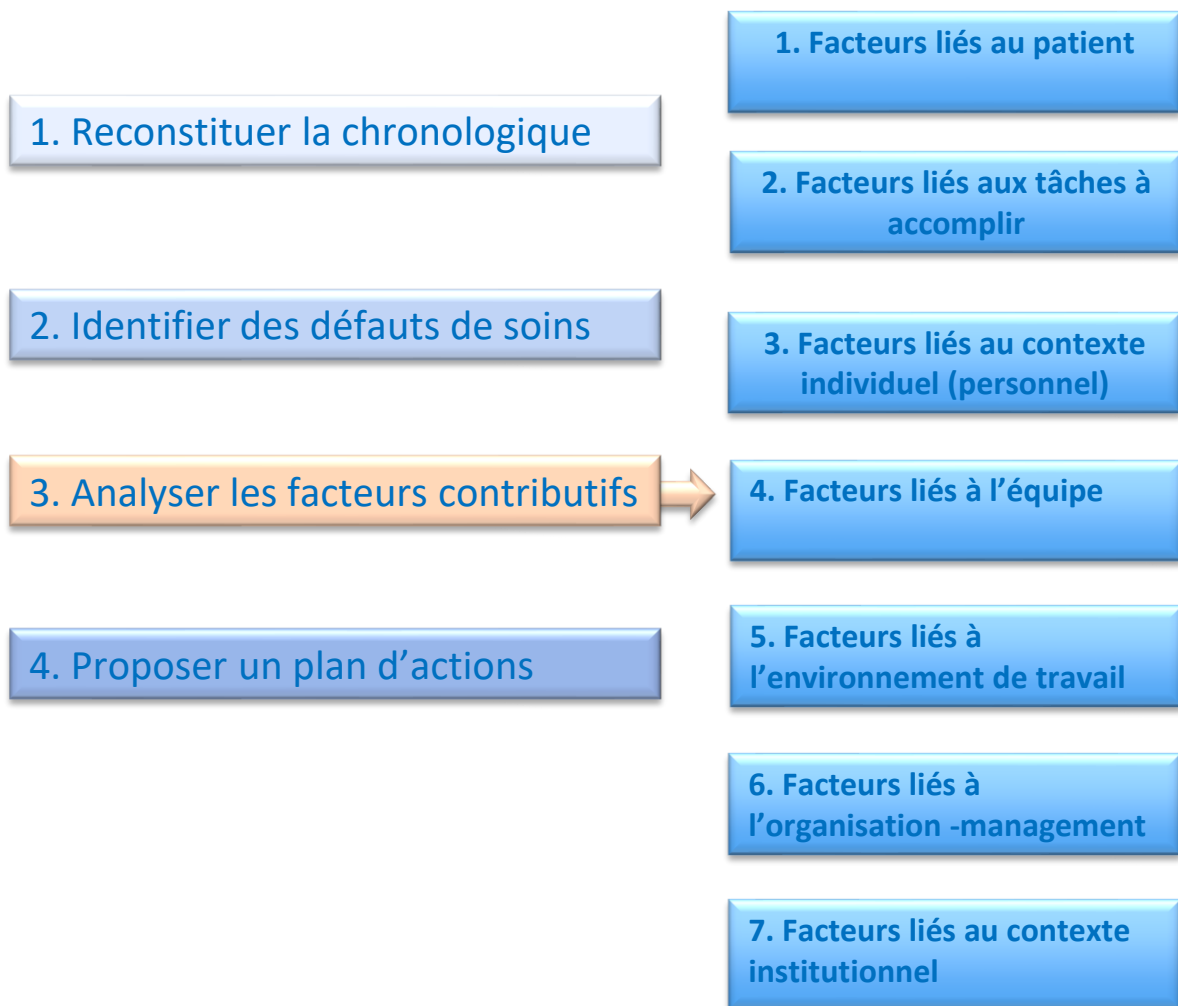 1. Reconstituer la chronologique
2. Identifier des défauts de soins
3. Analyser les facteurs contributifs
4. Proposer un plan d’actions
1. Facteurs liés au patient
2. Facteurs liés aux tâches à
accomplir
3. Facteurs liés au contexte
individuel (personnel)
4. Facteurs liés à l’équipe
5. Facteurs liés à
l’environnement de travail
6. Facteurs liés à
l’organisation -management
7. Facteurs liés au contexte
institutionnel